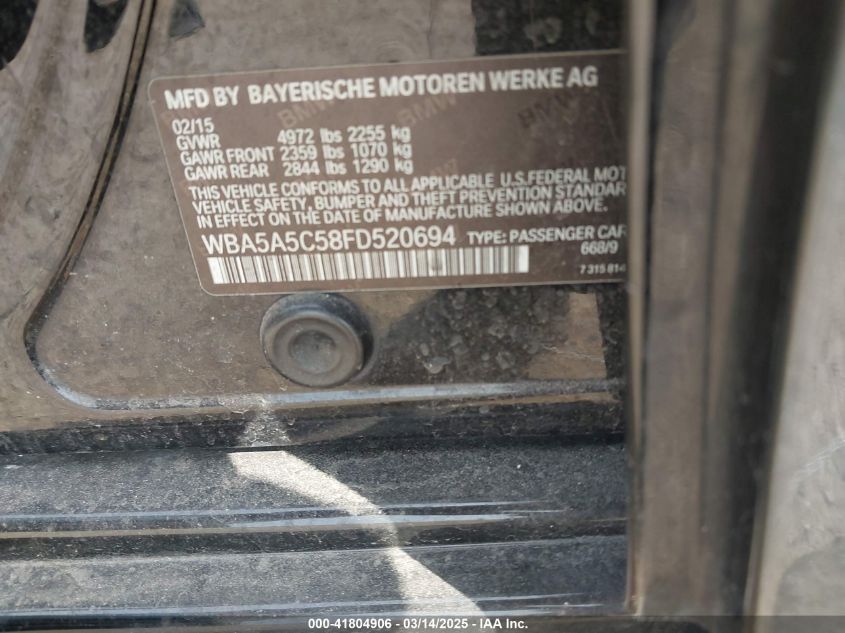 MFD BY BAYERISCHE MOTOREN WERKE AG
02/15
GVWR 4972 lbs 2255 kg
GAWR FRONT 2359 lbs 1070 kg
GAWR REAR 2844 lbs 1290 kg
THIS VEHICLE CONFORMS TO ALL APPLICABLE U.S.FEDERAL MOT
VEHICLE SAFETY, BUMPER AND THEFT PREVENTION STANDAR
IN EFFECT ON THE DATE OF MANUFACTURE SHOWN ABOVE.
WBA5A5C58FD520694 TYPE: PASSENGER CAR
668/9
7 315 814
000-41804906 - 03/14/2025 - IAA Inc.